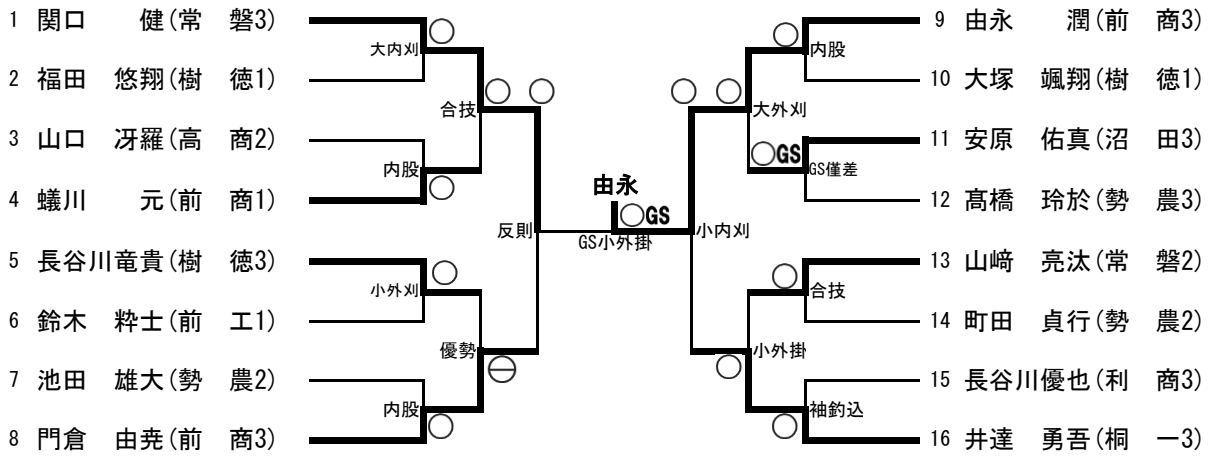 1 関口　　健(常　磐3)
大内刈
2 福田　悠翔(樹　徳1)
合技
3 山口　冴羅(高　商2)
内股
4 蟻川　　元(前　商1)
反則
5 長谷川竜貴(樹　徳3)
小外刈
6 鈴木　粋士(前　工1)
優勢
7 池田　雄大(勢　農2)
内股
8 門倉　由尭(前　商3)
由永
GS
GS小外掛
9 由永　　潤(前　商3)
内股
10 大塚　颯翔(樹　徳1)
大外刈
11 安原　佑真(沼　田3)
GS
GS僅差
12 髙橋　玲於(勢　農3)
小内刈
13 山﨑　亮汰(常　磐2)
合技
14 町田　貞行(勢　農2)
小外掛
15 長谷川優也(利　商3)
袖釣込
16 井達　勇吾(桐　一3)